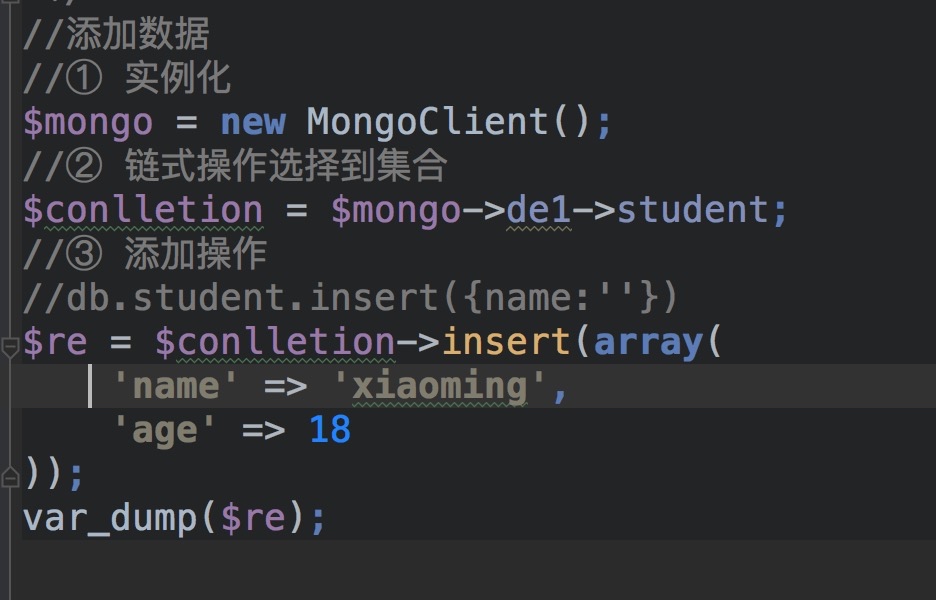 //添加数据
//① 实例化
$mongo = new MongoClient();
//② 链式操作选择到集合
$conlletion = $mongo->de1->student;
//③ 添加操作
//db.student.insert({name:''})
$re = $conlletion->insert(array(
'name' => 'xiaoming',
'age' => 18
));
var_dump($re);